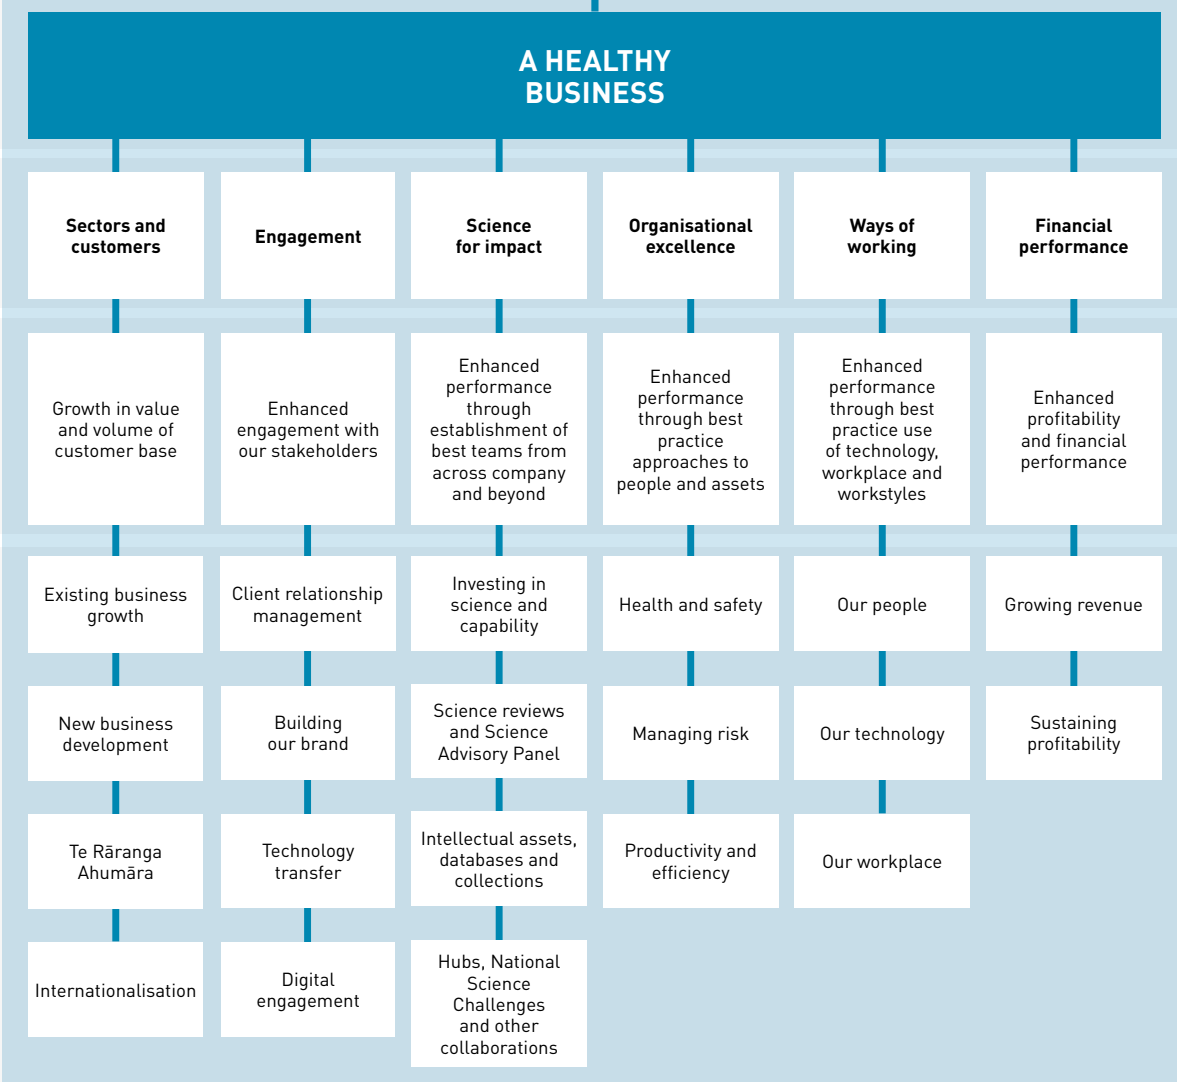 A HEALTHY
BUSINESS
Sectors and
customers
Engagement
Science
for impact
Organisational
excellence
Ways of
working
Financial
performance
Growth in value
and volume of
customer base
Enhanced
engagement with
our stakeholders
Enhanced
performance
through
establishment of
best teams from
across company
and beyond
Enhanced
performance
through best
practice
approaches to
people and assets
Enhanced
performance
through best
practice use
of technology,
workplace and
workstyles
Enhanced
profitability
and financial
performance
Existing business
growth
Client relationship
management
Investing in
science and
capability
Health and safety
Our people
Growing revenue
New business
development
Building
our brand
Science reviews
and Science
Advisory Panel
Managing risk
Our technology
Sustaining
profitability
Te Rāranga
Ahumāra
Technology
transfer
Intellectual assets,
databases and
collections
Productivity and
efficiency
Our workplace
Internationalisation
Digital
engagement
Hubs, National
Science
Challenges
and other
collaborations